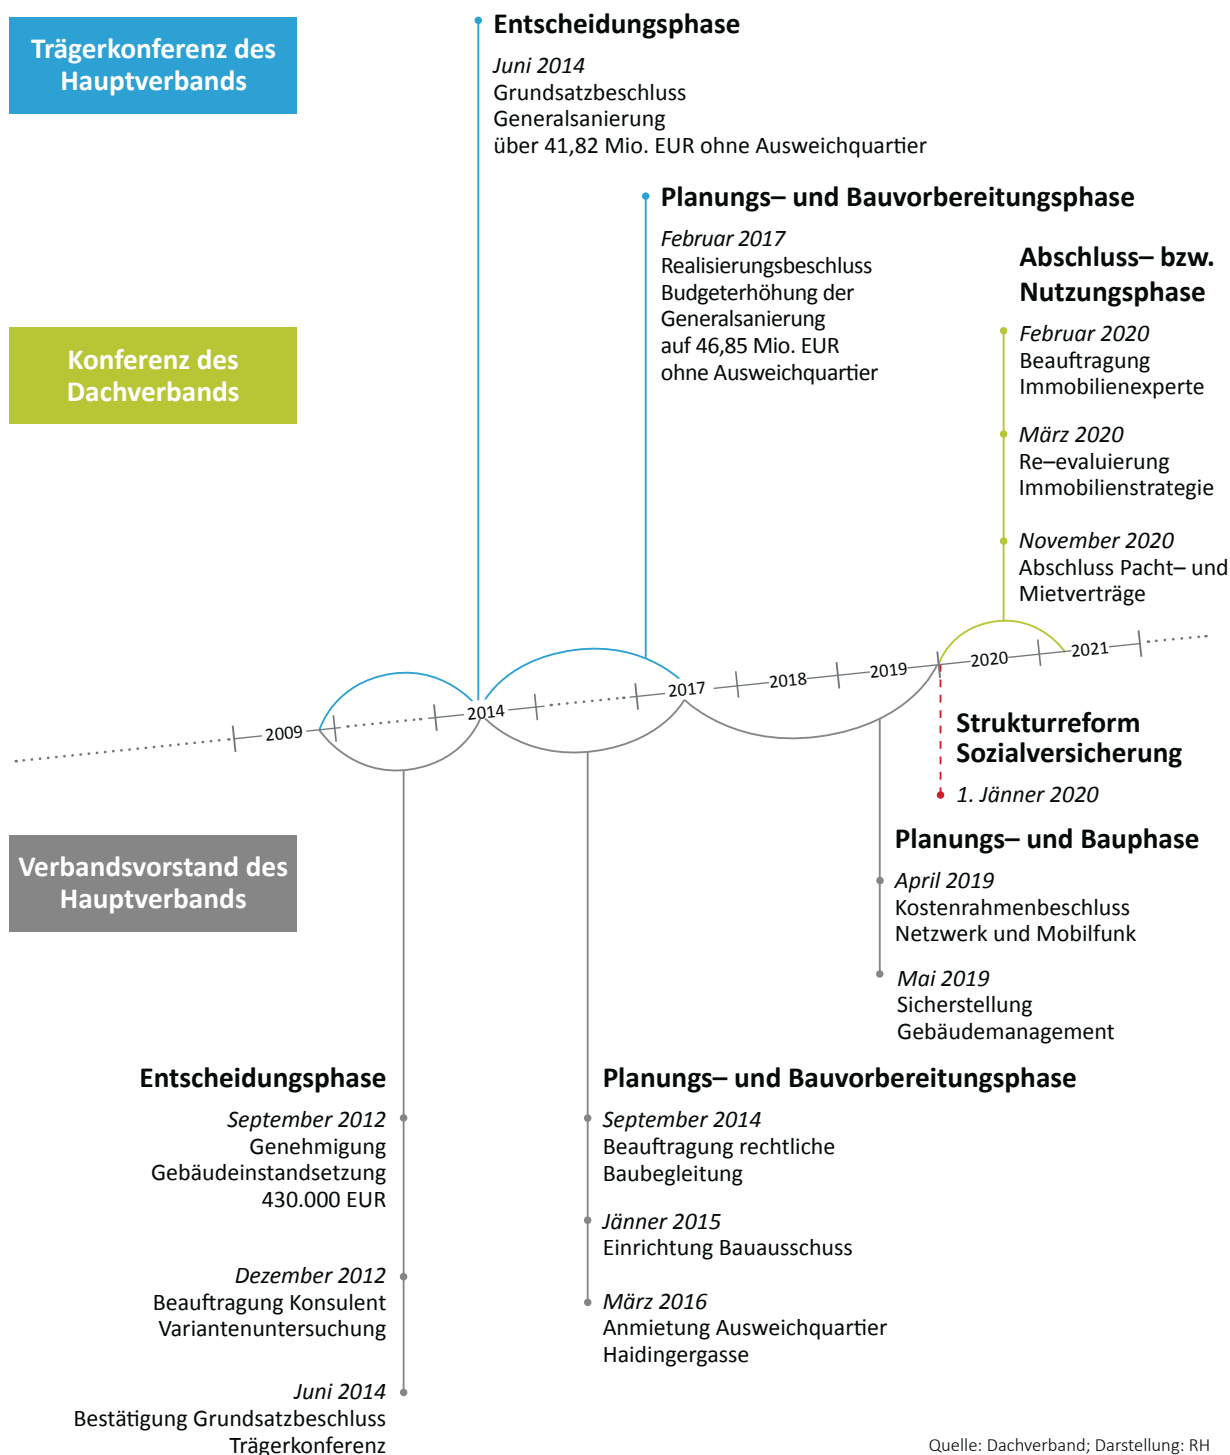 Trägerkonferenz des
Hauptverbands
Entscheidungsphase
Juni 2014
Grundsatzbeschluss
Generalsanierung
über 41,82 Mio. EUR ohne Ausweichquartier
Planungs– und Bauvorbereitungsphase
Februar 2017
Realisierungsbeschluss
Budgeterhöhung der
Generalsanierung
auf 46,85 Mio. EUR
ohne Ausweichquartier
Abschluss– bzw.
Nutzungsphase
Februar 2020
Beauftragung
Immobilienexperte
März 2020
Re–evaluierung
Immobilienstrategie
November 2020
Abschluss Pacht– und
Mietverträge
Konferenz des
Dachverbands
2009
2014
2017
2018
2019
2020
2021
Strukturreform
Sozialversicherung
1. Jänner 2020
Verbandsvorstand des
Hauptverbands
Planungs– und Bauphase
April 2019
Kostenrahmenbeschluss
Netzwerk und Mobilfunk
Mai 2019
Sicherstellung
Gebäudemanagement
Entscheidungsphase
September 2012
Genehmigung
Gebäudeinstandsetzung
430.000 EUR
Dezember 2012
Beauftragung Konsulent
Variantenuntersuchung
Juni 2014
Bestätigung Grundsatzbeschluss
Trägerkonferenz
Planungs– und Bauvorbereitungsphase
September 2014
Beauftragung rechtliche
Baubegleitung
Jänner 2015
Einrichtung Bauausschuss
März 2016
Anmietung Ausweichquartier
Haidingergasse
Quelle: Dachverband; Darstellung: RH